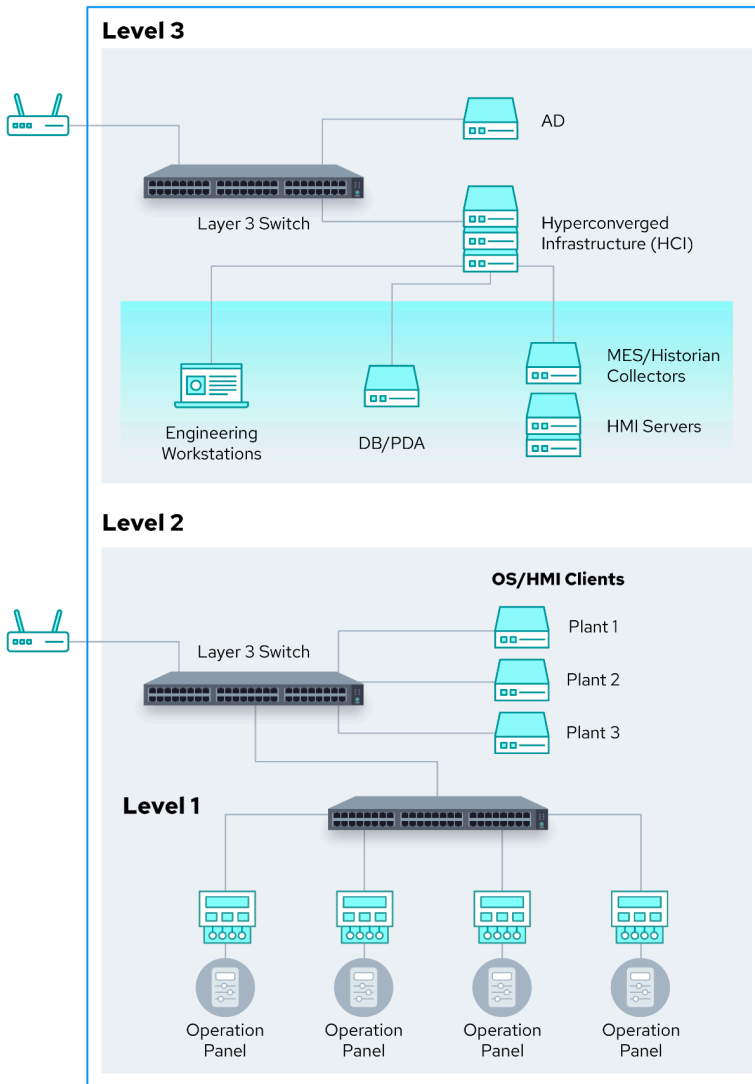 Level 3
AD
Layer 3 Switch
Hyperconverged
Infrastructure (HCI)
MES/Historian
Collectors
Engineering
Workstations
DB/PDA
HMI Servers
Level 2
OS/HMI Clients
Plant 1
Layer 3 Switch
Plant 2
Plant 3
Level 1
Operation
Panel
Operation
Panel
Operation
Panel
Operation
Panel